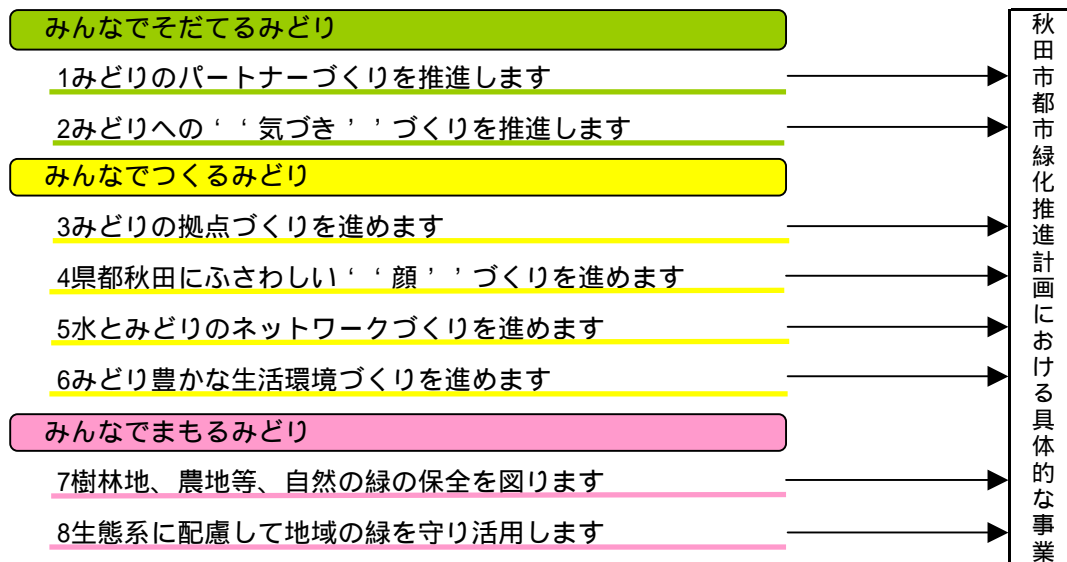 みんなでそだてるみどり
1みどりのパートナーづくりを推進します
2みどりへの‘‘気づき’’づくりを推進します
みんなでつくるみどり
3みどりの拠点づくりを進めます
4県都秋田にふさわしい‘‘顔’’づくりを進めます
5水とみどりのネットワークづくりを進めます
6みどり豊かな生活環境づくりを進めます
みんなでまもるみどり
7樹林地、農地等、自然の緑の保全を図ります
8生態系に配慮して地域の緑を守り活用します
秋田市都市緑化推進計画における具体的な事業